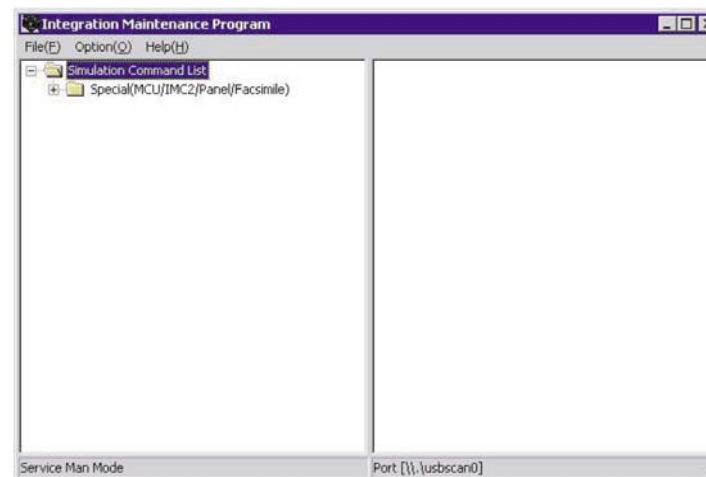 Integration Maintenance Program
File(F) Option(O) Help(H)
Simulation Command List
Special(MCU/IMC2/Panel/Facsimile)
Service Man Mode
Port [\\.\usbscan0]